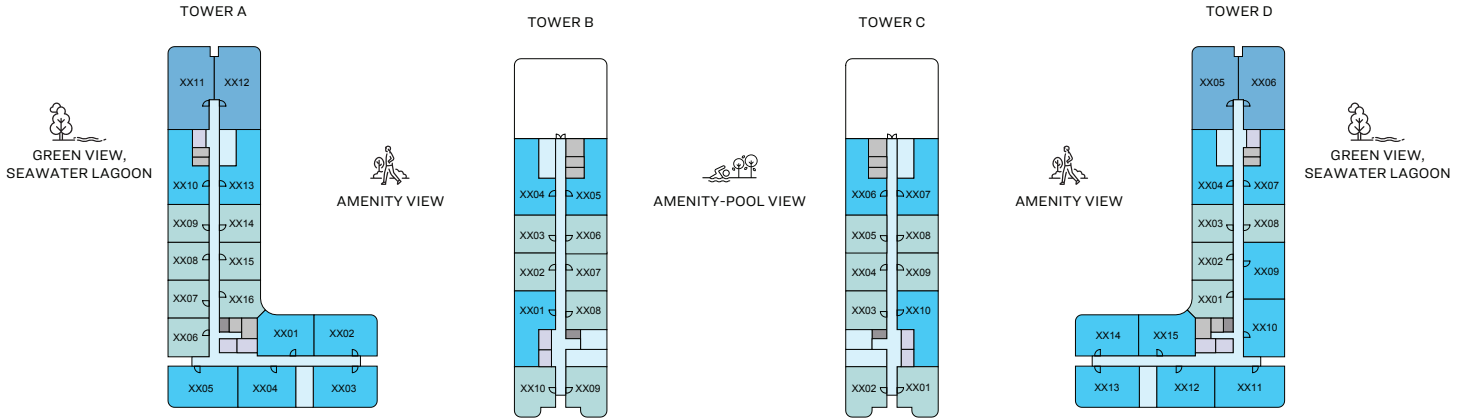 TOWER A
TOWER B
TOWER C
TOWER D
XX11 XX12
XX10 XX13
XX09 XX14
XX08 XX15
XX07 XX16
XX06 XX01 XX02
XX05 XX04 XX03
GREEN VIEW,
SEAWATER LAGOON
AMENITY VIEW
XX04 XX05
XX03 XX06
XX02 XX07
XX01 XX08
XX10 XX09
AMENITY-POOL VIEW
XX06 XX07
XX05 XX08
XX04 XX09
XX03 XX10
XX02 XX01
AMENITY VIEW
XX05 XX06
XX04 XX07
XX03 XX08
XX02 XX09
XX01
XX14 XX15 XX10
XX13 XX12 XX11
GREEN VIEW,
SEAWATER LAGOON